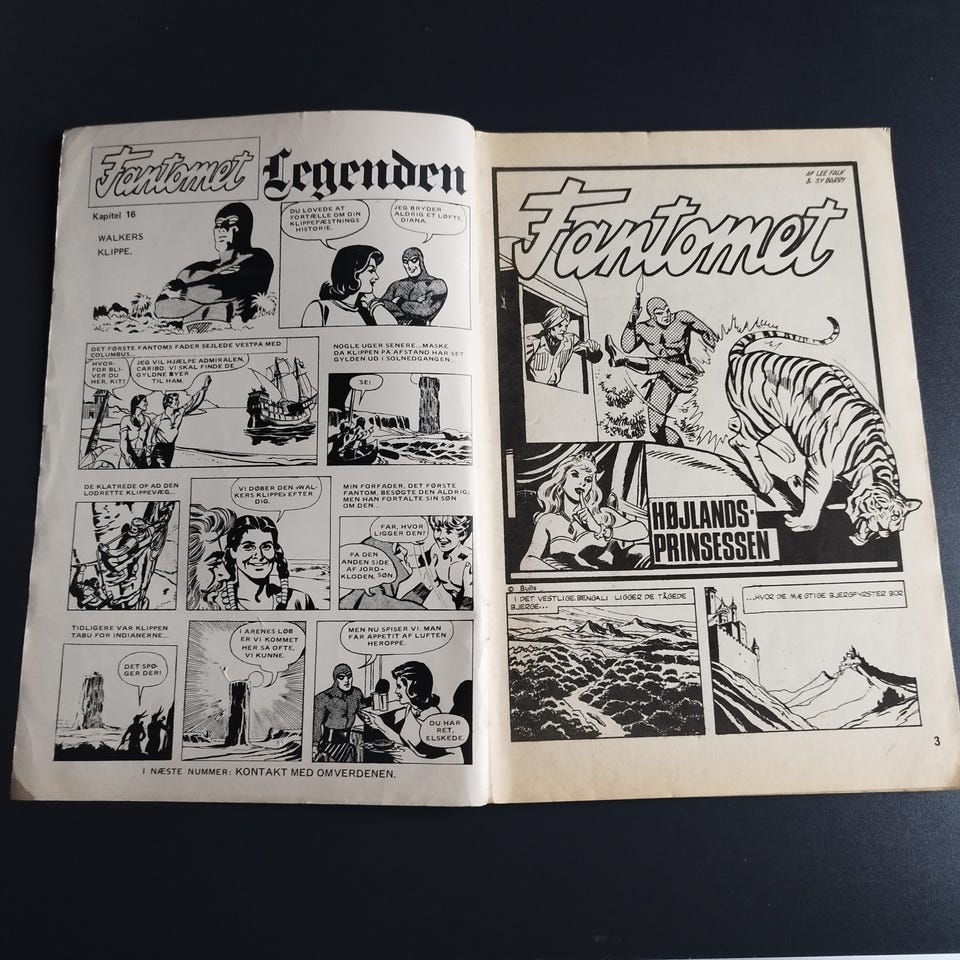 Fantomet
Legenden
Kapitel 16
WALKERS
KLIPPE.
DU LOVEDE AT
FORTÆLLE OM DIN
KLIPPEFÆSTNINGS
HISTORIE.
JEG BRYDER
ALDRIG ET LØFTE,
DIANA.
DET FØRSTE FANTOMS FADER SEJLEDE VESTPÅ MED
COLUMBUS...
HVOR-
FOR BLI-
VER DU
HER, KIT?
JEG VIL HJÆLPE ADMIRALEN,
CARIBO. VI SKAL FINDE DE
GYLDNE ØYER
TIL HAM.
NOGLE UGER SENERE...MÅSKE
DA KLIPPEN PÅ AFSTAND HAR SET
GYLDEN UD I SOLNEDGANGEN...
SE!
DE KLATREDE OP AD DEN
LODRETTE KLIPPEVÆG...
VI DØBER DEN »WAL-
KERS KLIPPE« EFTER
DIG.
MIN FORFADER, DET FØRSTE
FANTOM, BESØGTE DEN ALDRIG;
MEN HAN FORTALTE SIN SØN
OM DEN...
FAR, HVOR
LIGGER DEN!
PÅ DEN
ANDEN SIDE
AF JORD-
KLODEN, SØN.
TIDLIGERE VAR KLIPPEN
TABU FOR INDIANERNE...
DET SPØ-
GER DER!
I ÅRENES LØB
ER VI KOMMET
HER SÅ OFTE,
VI KUNNE.
MEN NU SPISER VI. MAN
FÅR APPETIT AF LUFTEN
HEROPPE.
DU HAR
RET,
ELSKEDE.
I NÆSTE NUMMER: KONTAKT MED OMVERDENEN.
AF LEE FALK
& SY BARRY
Fantomet
HØJLANDS-
PRINSESSEN
© Bulls
I DET VESTLIGE BENGALI LIGGER DE TÅGEDE
BJERGE...
...HVOR DE MÆGTIGE BJERGFYRSTER BOR
3